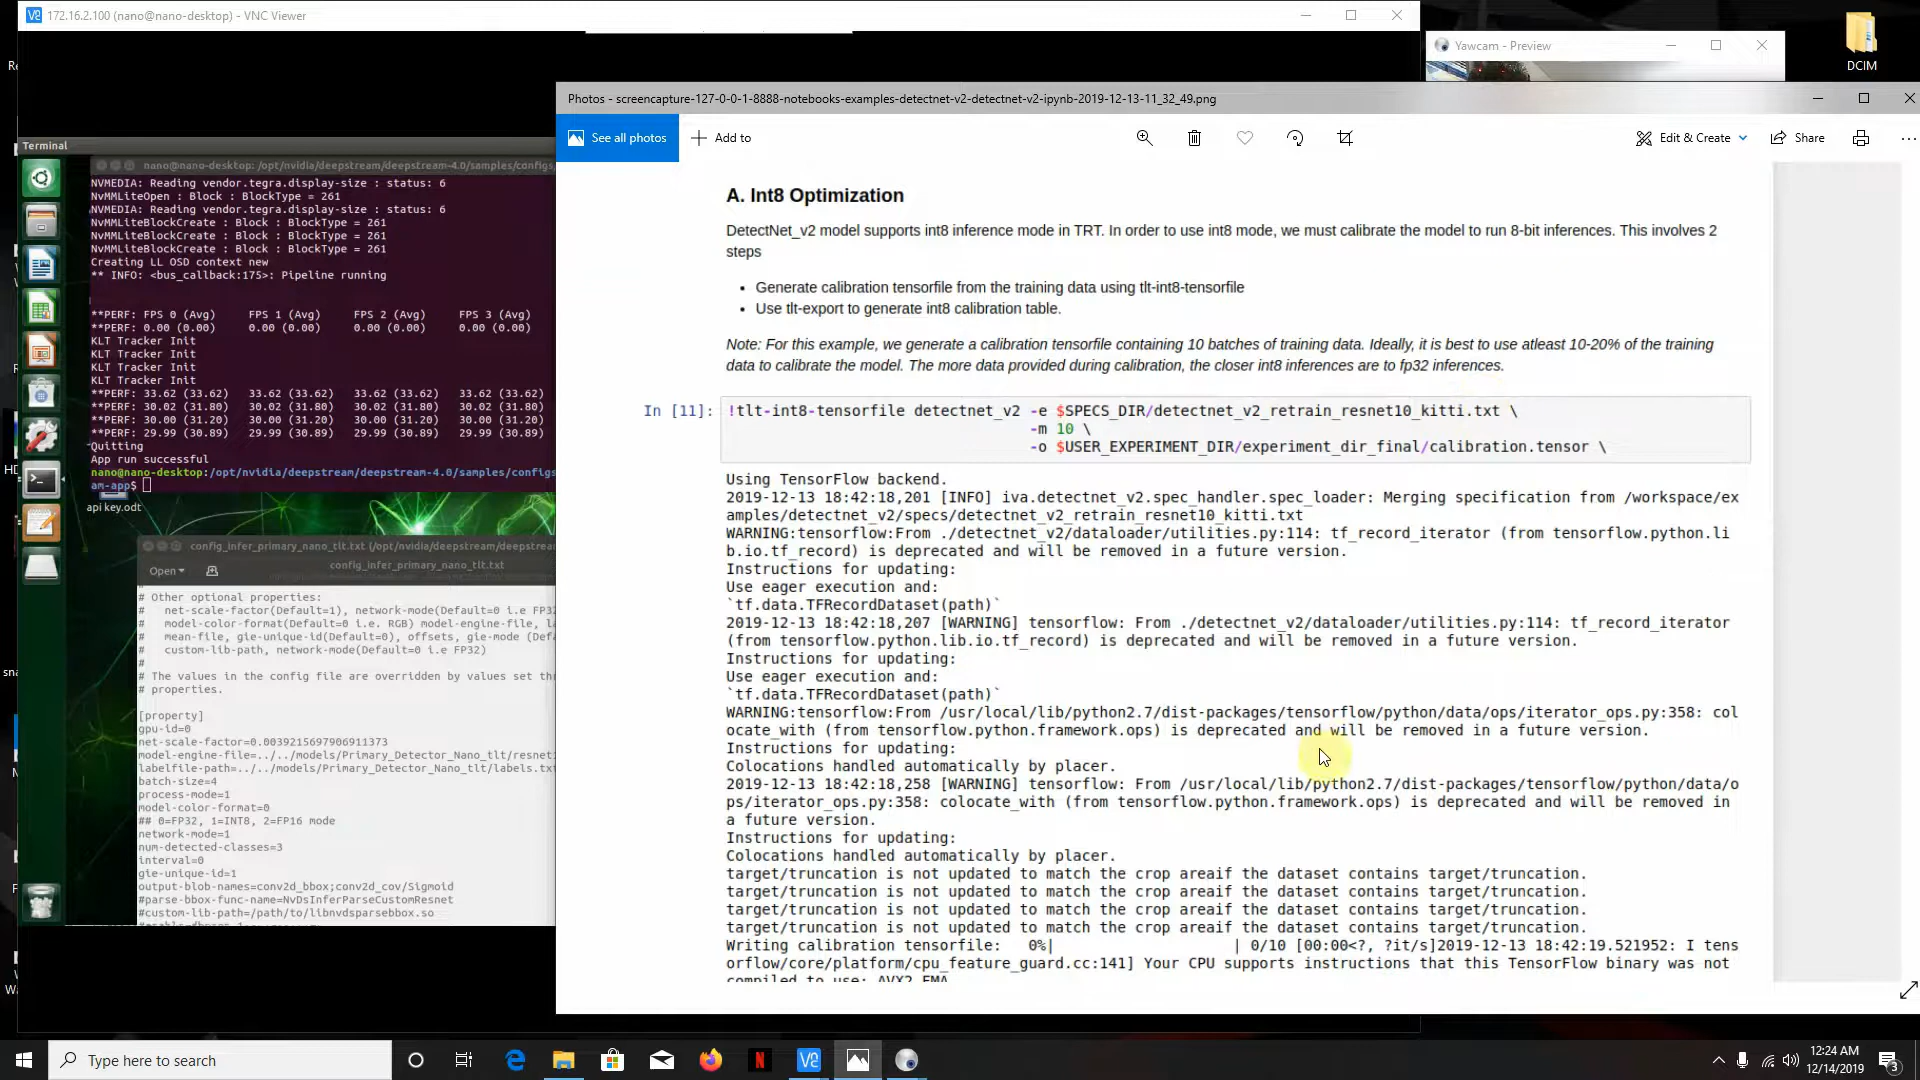 172.16.2.100 (nano@nano-desktop) - VNC Viewer
Yawcam - Preview
DCIM
Photos - screencapture-127-0-0-1-8888-notebooks-examples-detectnet-v2-detectnet-v2-ipynb-2019-12-13-11_32_49.png
See all photos
Add to
Edit & Create
Share
Terminal
nano@nano-desktop: /opt/nvidia/deepstream/deepstream-4.0/samples/configs/
NVMEDIA: Reading vendor.tegra.display-size : status: 6
NvMMLiteOpen : Block : BlockType = 261
NVMEDIA: Reading vendor.tegra.display-size : status: 6
NvMMLiteBlockCreate : Block : BlockType = 261
NvMMLiteBlockCreate : Block : BlockType = 261
NvMMLiteBlockCreate : Block : BlockType = 261
Creating LL OSD context new
** INFO: <bus_callback:175>: Pipeline running
**PERF: FPS 0 (Avg) FPS 1 (Avg) FPS 2 (Avg) FPS 3 (Avg)
**PERF: 0.00 (0.00) 0.00 (0.00) 0.00 (0.00) 0.00 (0.00)
KLT Tracker Init
KLT Tracker Init
KLT Tracker Init
KLT Tracker Init
**PERF: 33.62 (33.62) 33.62 (33.62) 33.62 (33.62) 33.62 (33.62)
**PERF: 30.02 (31.80) 30.02 (31.80) 30.02 (31.80) 30.02 (31.80)
**PERF: 30.00 (31.20) 30.00 (31.20) 30.00 (31.20) 30.00 (31.20)
**PERF: 29.99 (30.89) 29.99 (30.89) 29.99 (30.89) 29.99 (30.89)
Quitting
App run successful
nano@nano-desktop:/opt/nvidia/deepstream/deepstream-4.0/samples/configs
am-app$
api key.odt
config_infer_primary_nano_tlt.txt (/opt/nvidia/deepstream/deepstream
Open
config_infer_primary_nano_tlt.txt
# Other optional properties:
# net-scale-factor(Default=1), network-mode(Default=0 i.e FP32
# model-color-format(Default=0 i.e. RGB) model-engine-file, la
# mean-file, gie-unique-id(Default=0), offsets, gie-mode (Defa
# custom-lib-path, network-mode(Default=0 i.e FP32)
#
# The values in the config file are overridden by values set thr
# properties.
[property]
gpu-id=0
net-scale-factor=0.0039215697906911373
model-engine-file=../../models/Primary_Detector_Nano_tlt/resnet1
labelfile-path=../../models/Primary_Detector_Nano_tlt/labels.txt
batch-size=4
process-mode=1
model-color-format=0
## 0=FP32, 1=INT8, 2=FP16 mode
network-mode=1
num-detected-classes=3
interval=0
gie-unique-id=1
output-blob-names=conv2d_bbox;conv2d_cov/Sigmoid
#parse-bbox-func-name=NvDsInferParseCustomResnet
#custom-lib-path=/path/to/libnvdsparsebbox.so
A. Int8 Optimization
DetectNet_v2 model supports int8 inference mode in TRT. In order to use int8 mode, we must calibrate the model to run 8-bit inferences. This involves 2
steps
• Generate calibration tensorfile from the training data using tlt-int8-tensorfile
• Use tlt-export to generate int8 calibration table.
Note: For this example, we generate a calibration tensorfile containing 10 batches of training data. Ideally, it is best to use atleast 10-20% of the training
data to calibrate the model. The more data provided during calibration, the closer int8 inferences are to fp32 inferences.
In [11]: !tlt-int8-tensorfile detectnet_v2 -e $SPECS_DIR/detectnet_v2_retrain_resnet10_kitti.txt \
-m 10 \
-o $USER_EXPERIMENT_DIR/experiment_dir_final/calibration.tensor \
Using TensorFlow backend.
2019-12-13 18:42:18,201 [INFO] iva.detectnet_v2.spec_handler.spec_loader: Merging specification from /workspace/ex
amples/detectnet_v2/specs/detectnet_v2_retrain_resnet10_kitti.txt
WARNING:tensorflow:From ./detectnet_v2/dataloader/utilities.py:114: tf_record_iterator (from tensorflow.python.li
b.io.tf_record) is deprecated and will be removed in a future version.
Instructions for updating:
Use eager execution and:
`tf.data.TFRecordDataset(path)`
2019-12-13 18:42:18,207 [WARNING] tensorflow: From ./detectnet_v2/dataloader/utilities.py:114: tf_record_iterator
(from tensorflow.python.lib.io.tf_record) is deprecated and will be removed in a future version.
Instructions for updating:
Use eager execution and:
`tf.data.TFRecordDataset(path)`
WARNING:tensorflow:From /usr/local/lib/python2.7/dist-packages/tensorflow/python/data/ops/iterator_ops.py:358: col
ocate_with (from tensorflow.python.framework.ops) is deprecated and will be removed in a future version.
Instructions for updating:
Colocations handled automatically by placer.
2019-12-13 18:42:18,258 [WARNING] tensorflow: From /usr/local/lib/python2.7/dist-packages/tensorflow/python/data/o
ps/iterator_ops.py:358: colocate_with (from tensorflow.python.framework.ops) is deprecated and will be removed in
a future version.
Instructions for updating:
Colocations handled automatically by placer.
target/truncation is not updated to match the crop areaif the dataset contains target/truncation.
target/truncation is not updated to match the crop areaif the dataset contains target/truncation.
target/truncation is not updated to match the crop areaif the dataset contains target/truncation.
target/truncation is not updated to match the crop areaif the dataset contains target/truncation.
Writing calibration tensorfile: 0%| | 0/10 [00:00<?, ?it/s]2019-12-13 18:42:19.521952: I tens
orflow/core/platform/cpu_feature_guard.cc:141] Your CPU supports instructions that this TensorFlow binary was not
compiled to use: AVX2 FMA
Type here to search
12:24 AM
12/14/2019
3